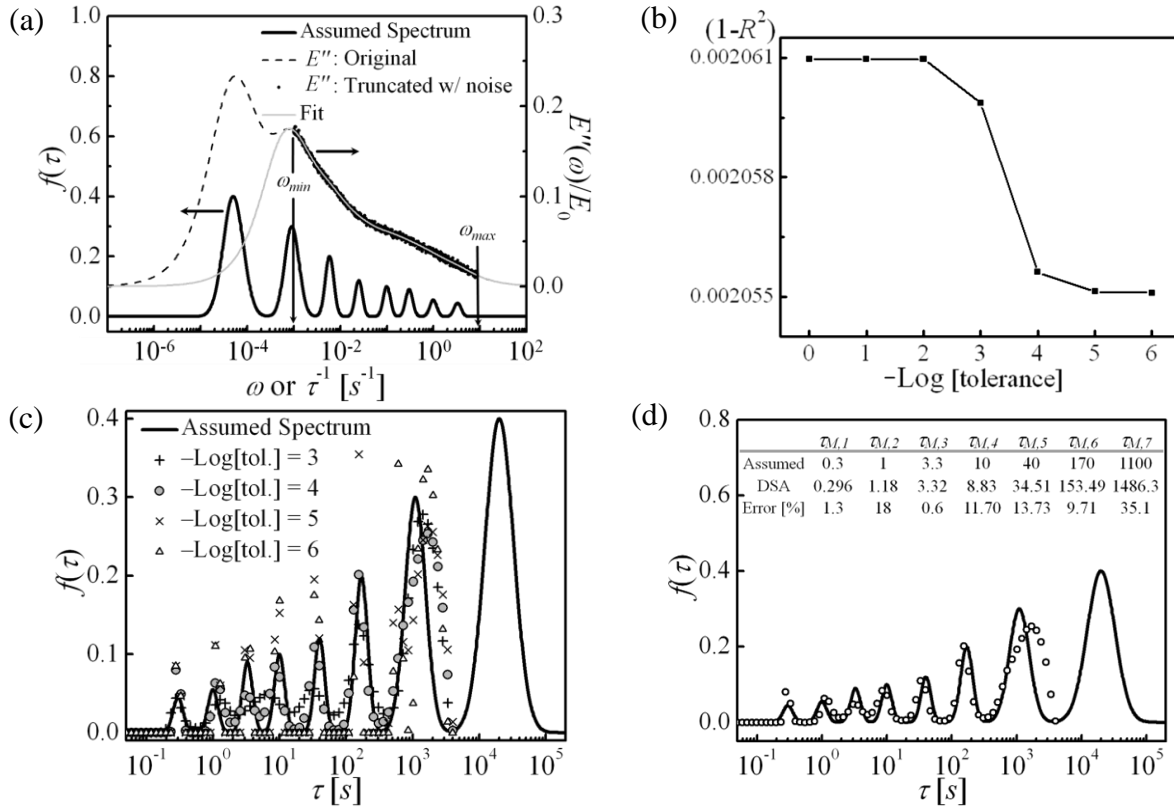 (a)
1.0
0.8
0.6
0.4
0.2
0.0
f(τ)
Assumed Spectrum
E'': Original
E'': Truncated w/ noise
Fit
ω_min
ω_max
0.3
0.2
0.1
0.0
E''(ω)/E_0
10^-6 10^-4 10^-2 10^0 10^2
ω or τ^-1 [s^-1]
(b)
(1-R^2)
0.002061
0.002058
0.002055
0 1 2 3 4 5 6
−Log [tolerance]
(c)
0.4
0.3
0.2
0.1
0.0
f(τ)
Assumed Spectrum
−Log[tol.] = 3
−Log[tol.] = 4
−Log[tol.] = 5
−Log[tol.] = 6
10^-1 10^0 10^1 10^2 10^3 10^4 10^5
τ [s]
(d)
0.8
0.6
0.4
0.2
0.0
f(τ)
τ_M,1 τ_M,2 τ_M,3 τ_M,4 τ_M,5 τ_M,6 τ_M,7
Assumed 0.3 1 3.3 10 40 170 1100
DSA 0.296 1.18 3.32 8.83 34.51 153.49 1486.3
Error [%] 1.3 18 0.6 11.70 13.73 9.71 35.1
10^-1 10^0 10^1 10^2 10^3 10^4 10^5
τ [s]